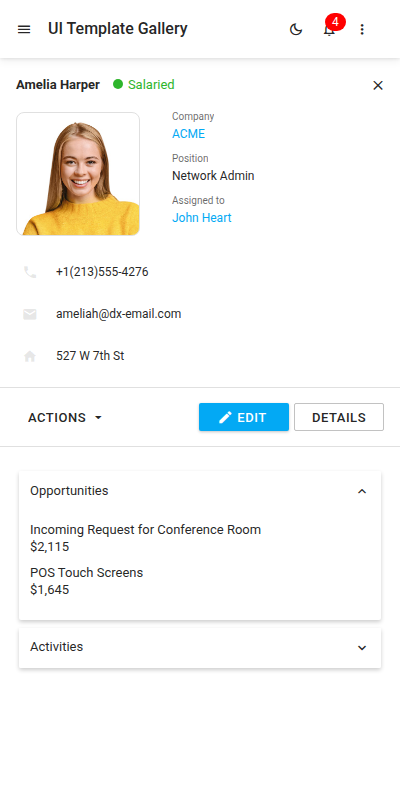 UI Template Gallery
4
Amelia Harper
Salaried
Company
ACME
Position
Network Admin
Assigned to
John Heart
+1(213)555-4276
ameliah@dx-email.com
527 W 7th St
ACTIONS
EDIT
DETAILS
Opportunities
Incoming Request for Conference Room
$2,115
POS Touch Screens
$1,645
Activities